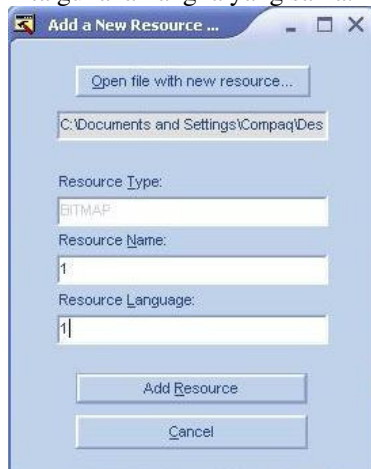 Add a New Resource ...
Open file with new resource...
C:\Documents and Settings\Compaq\Des
Resource Type:
BITMAP
Resource Name:
1
Resource Language:
1
Add Resource
Cancel